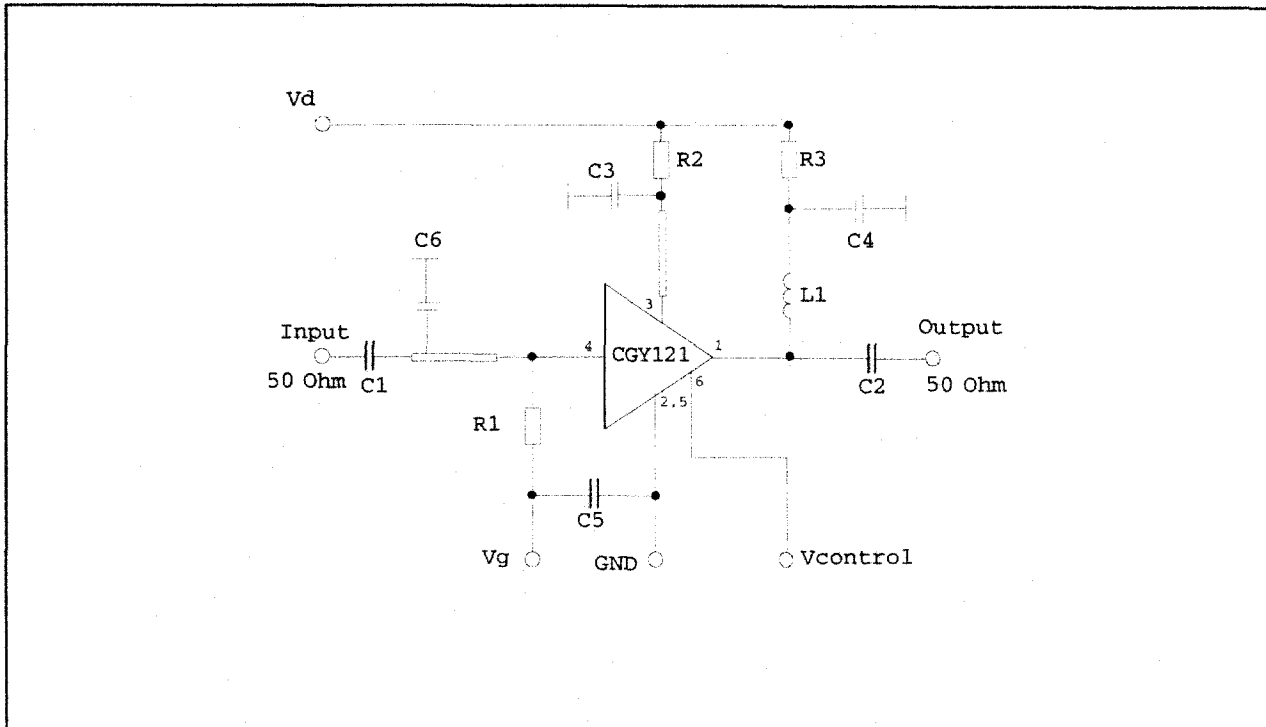 Vd
R2
R3
C3
C4
C6
L1
3
Input
Output
4
CGY121
1
50 Ohm
C1
C2
50 Ohm
6
2,5
R1
C5
Vg
GND
Vcontrol